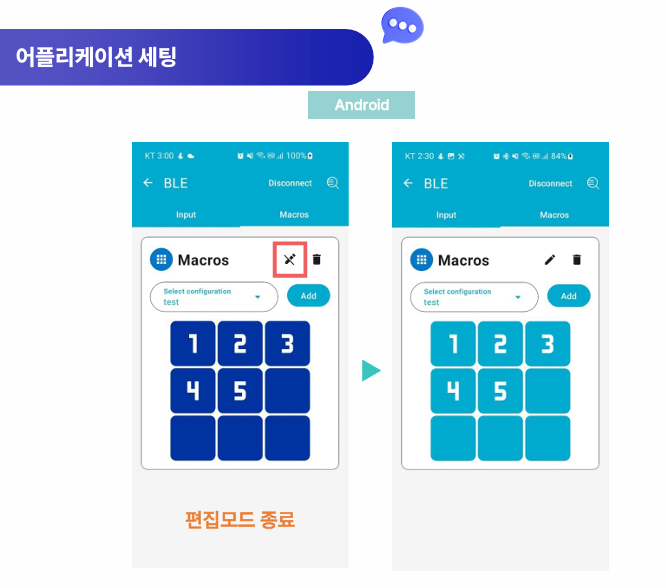 어플리케이션 세팅
Android
KT 3:00 100%
BLE Disconnect
Input Macros
Macros
Select configuration
test
Add
1 2 3
4 5
편집모드 종료
KT 2:30 84%
BLE Disconnect
Input Macros
Macros
Select configuration
test
Add
1 2 3
4 5